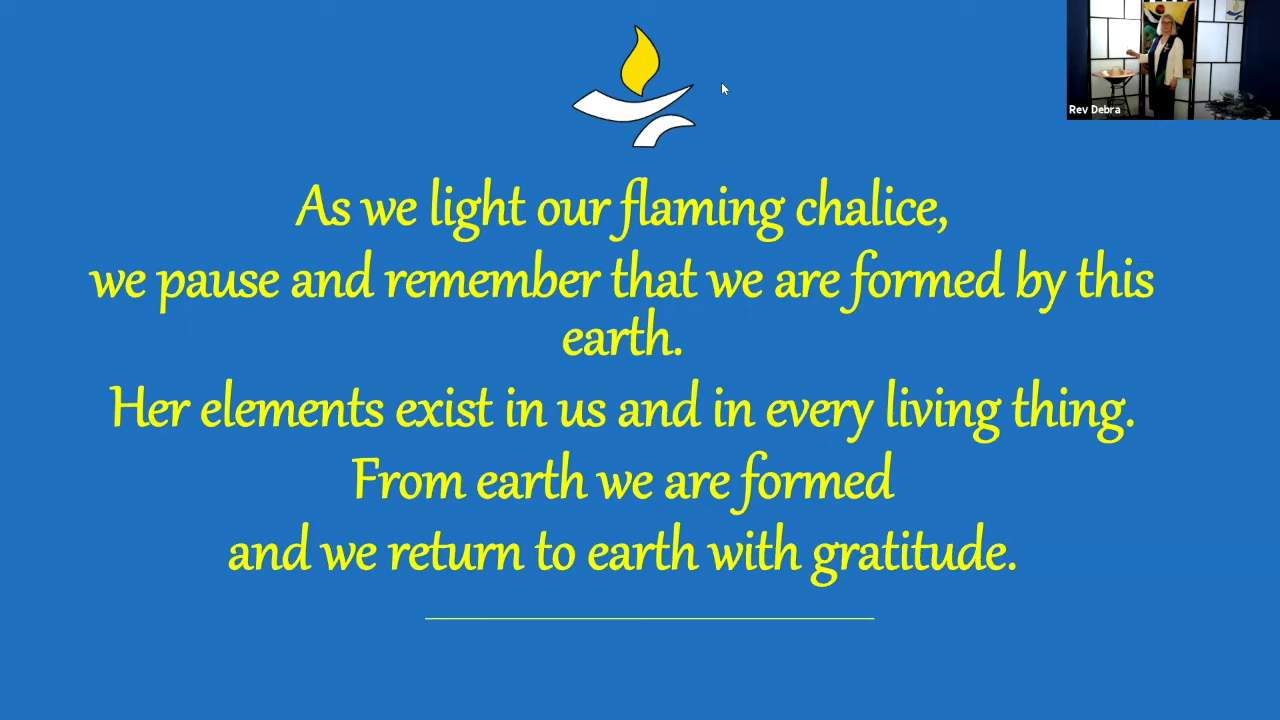 Rev Debra
As we light our flaming chalice,
we pause and remember that we are formed by this
earth.
Her elements exist in us and in every living thing.
From earth we are formed
and we return to earth with gratitude.